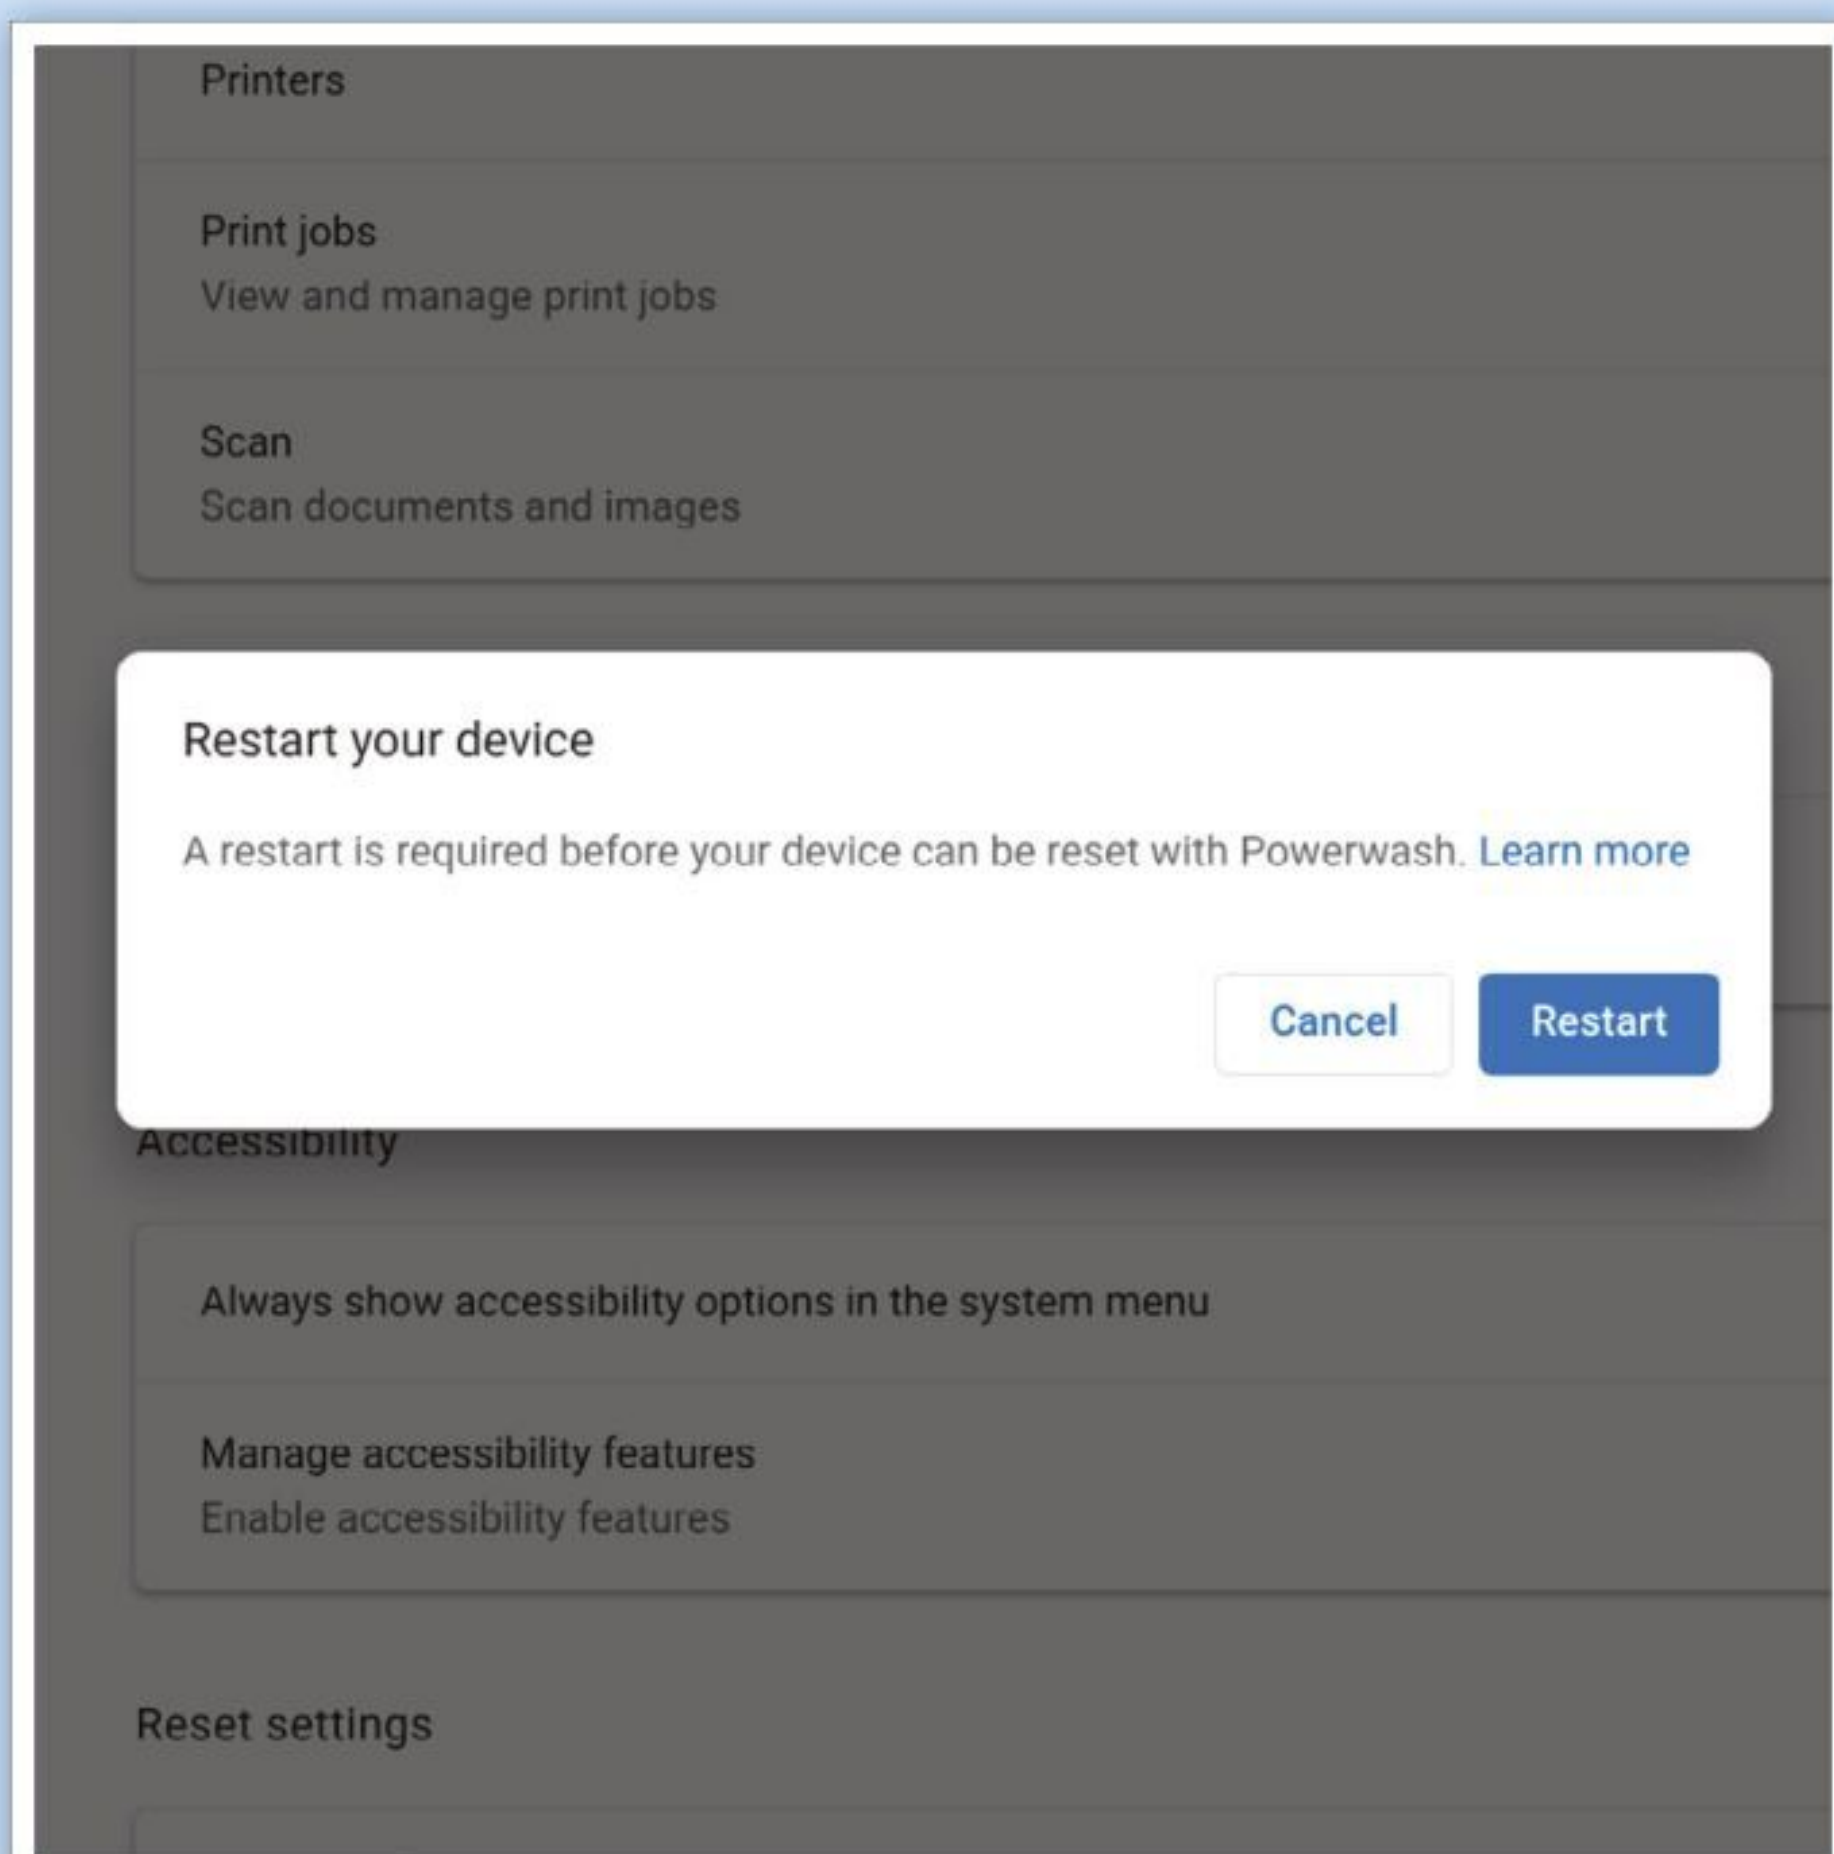 Printers
Print jobs
View and manage print jobs
Scan
Scan documents and images
Restart your device
A restart is required before your device can be reset with Powerwash. Learn more
Cancel
Restart
Accessibility
Always show accessibility options in the system menu
Manage accessibility features
Enable accessibility features
Reset settings